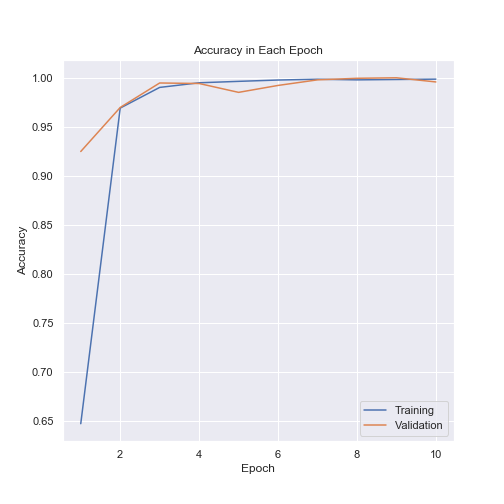 Accuracy in Each Epoch
1.00
0.95
0.90
0.85
0.80
0.75
0.70
0.65
Accuracy
2 4 6 8 10
Epoch
Training
Validation